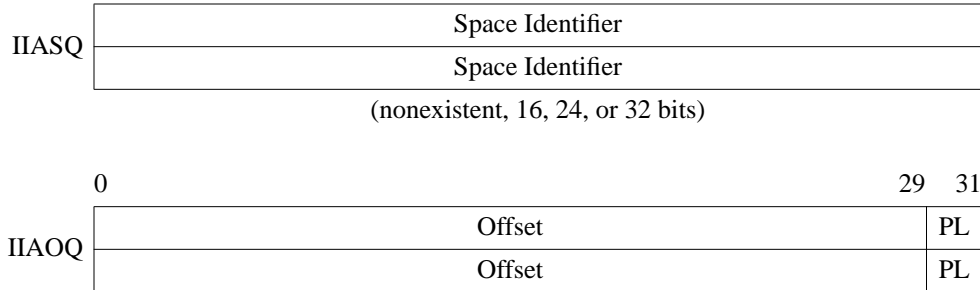 Space Identifier
IIASQ
Space Identifier
(nonexistent, 16, 24, or 32 bits)
0 29 31
Offset PL
IIAOQ
Offset PL